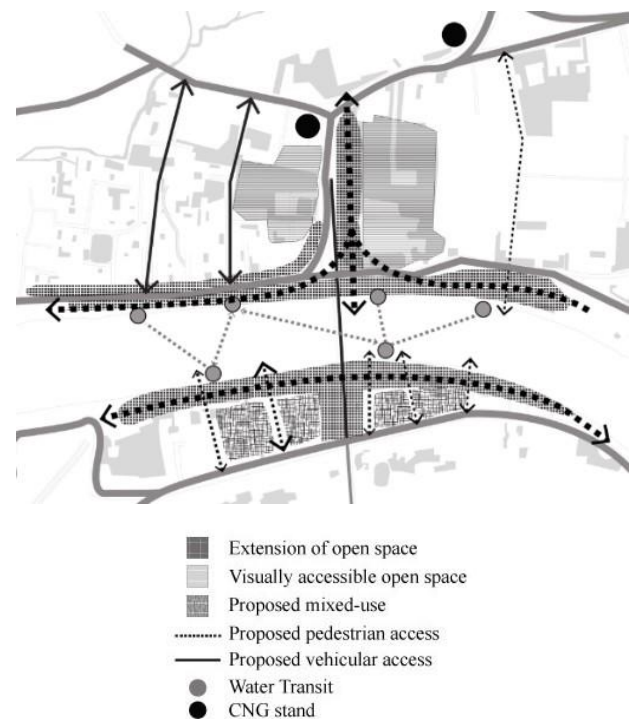 Extension of open space
Visually accessible open space
Proposed mixed-use
Proposed pedestrian access
Proposed vehicular access
Water Transit
CNG stand